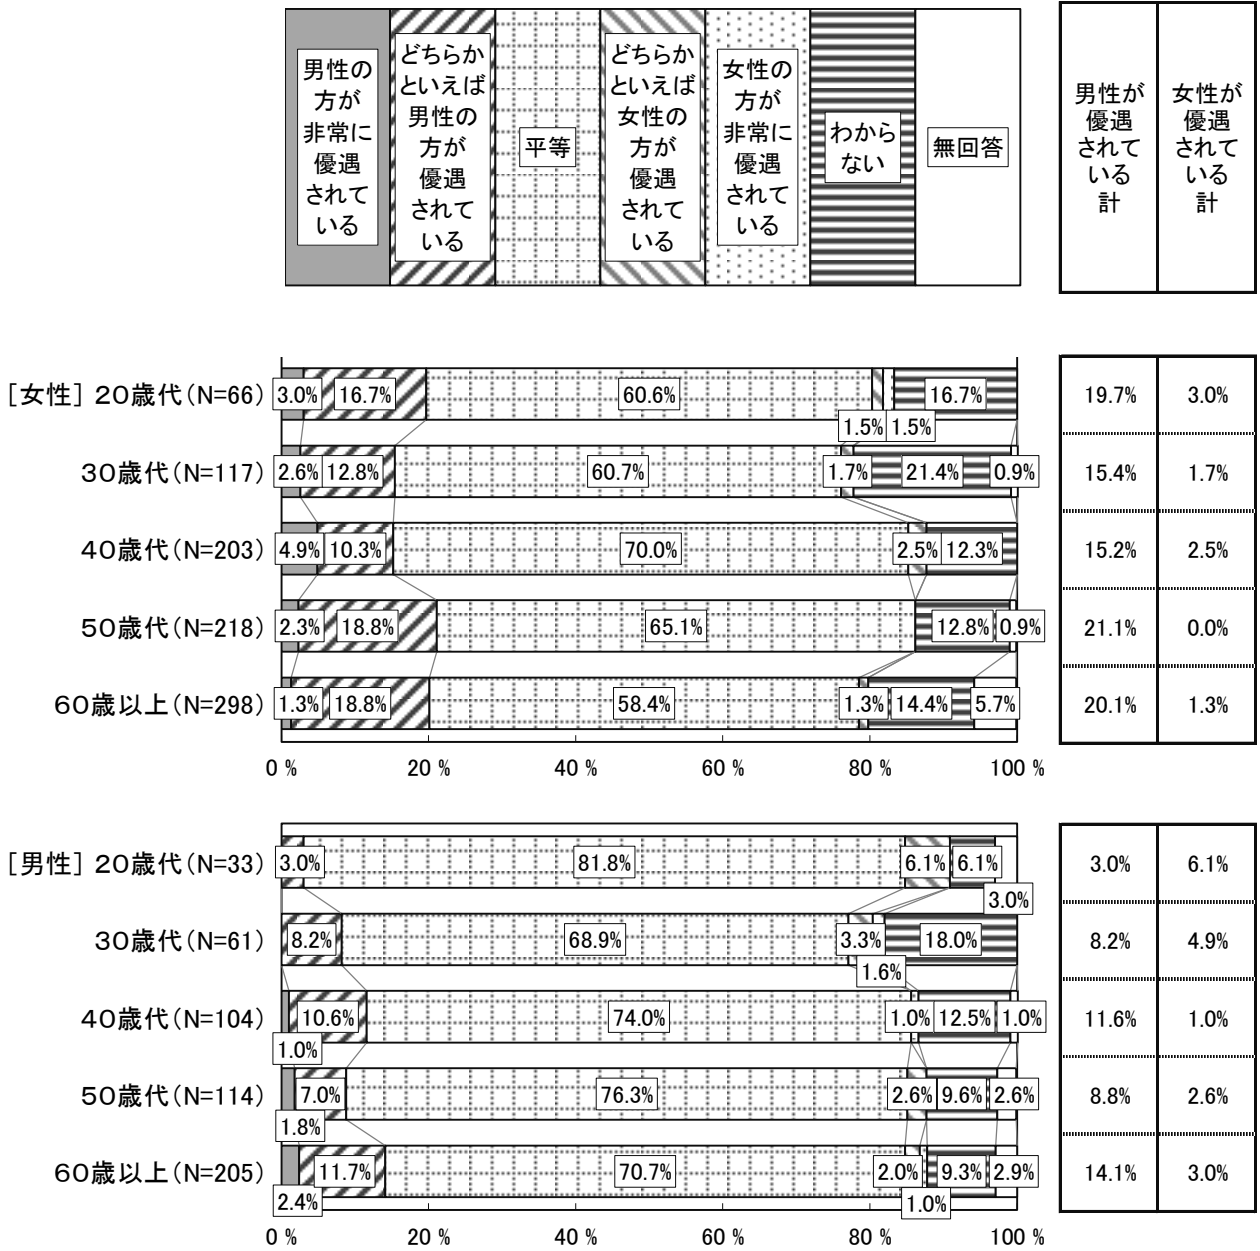 男性の
方が
非常に
優遇
されて
いる
どちらか
といえば
男性の
方が
優遇
されて
いる
平等
どちらか
といえば
女性の
方が
優遇
されて
いる
女性の
方が
非常に
優遇
されて
いる
わから
ない
無回答
男性が
優遇
されて
いる
計
女性が
優遇
されて
いる
計
[女性] 20歳代(N=66) 3.0% 16.7% 60.6% 1.5% 1.5% 16.7% 19.7% 3.0%
30歳代(N=117) 2.6% 12.8% 60.7% 1.7% 21.4% 0.9% 15.4% 1.7%
40歳代(N=203) 4.9% 10.3% 70.0% 2.5% 12.3% 15.2% 2.5%
50歳代(N=218) 2.3% 18.8% 65.1% 12.8% 0.9% 21.1% 0.0%
60歳以上(N=298) 1.3% 18.8% 58.4% 1.3% 14.4% 5.7% 20.1% 1.3%
0 % 20 % 40 % 60 % 80 % 100 %
[男性] 20歳代(N=33) 3.0% 81.8% 6.1% 6.1% 3.0% 3.0% 6.1%
30歳代(N=61) 8.2% 68.9% 3.3% 1.6% 18.0% 8.2% 4.9%
40歳代(N=104) 1.0% 10.6% 74.0% 1.0% 12.5% 1.0% 11.6% 1.0%
50歳代(N=114) 1.8% 7.0% 76.3% 2.6% 9.6% 2.6% 8.8% 2.6%
60歳以上(N=205) 2.4% 11.7% 70.7% 2.0% 1.0% 9.3% 2.9% 14.1% 3.0%
0 % 20 % 40 % 60 % 80 % 100 %